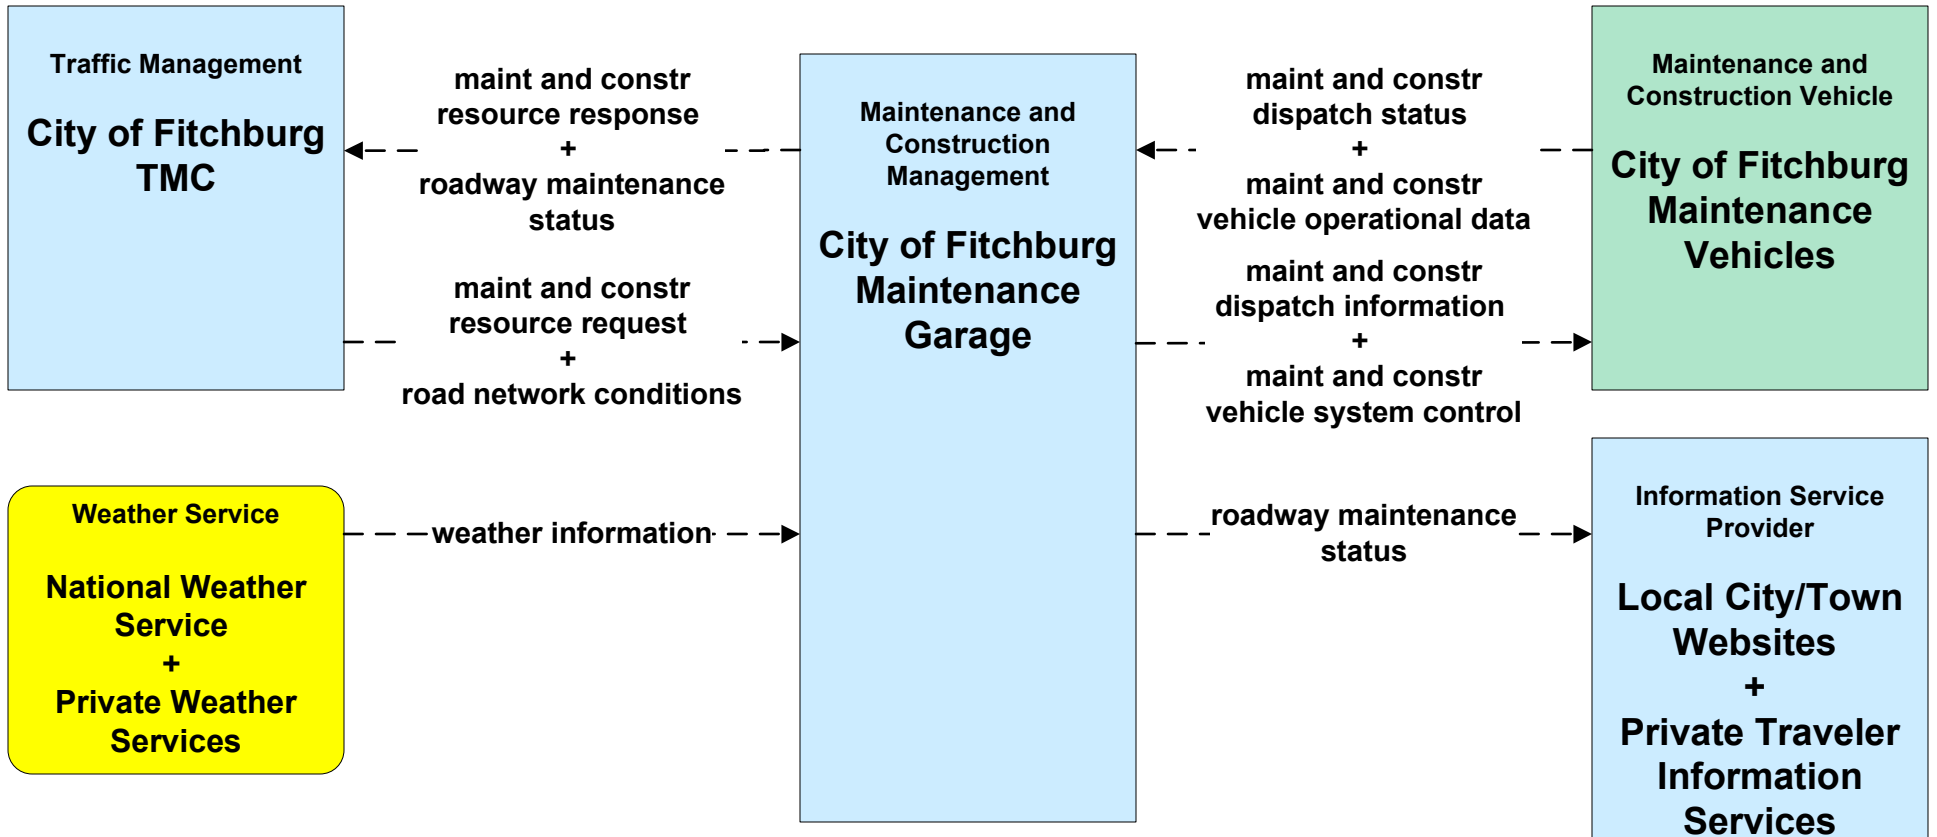 Traffic Management
City of Fitchburg
TMC
maint and constr
resource response
+
roadway maintenance
status
maint and constr
resource request
+
road network conditions
Weather Service
National Weather
Service
+
Private Weather
Services
weather information
Maintenance and
Construction
Management
City of Fitchburg
Maintenance
Garage
maint and constr
dispatch status
+
maint and constr
vehicle operational data
maint and constr
dispatch information
+
maint and constr
vehicle system control
roadway maintenance
status
Maintenance and
Construction Vehicle
City of Fitchburg
Maintenance
Vehicles
Information Service
Provider
Local City/Town
Websites
+
Private Traveler
Information
Services